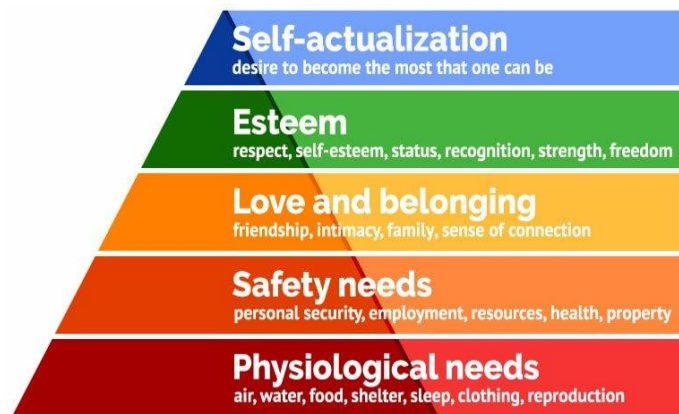 Self-actualization
desire to become the most that one can be
Esteem
respect, self-esteem, status, recognition, strength, freedom
Love and belonging
friendship, intimacy, family, sense of connection
Safety needs
personal security, employment, resources, health, property
Physiological needs
air, water, food, shelter, sleep, clothing, reproduction